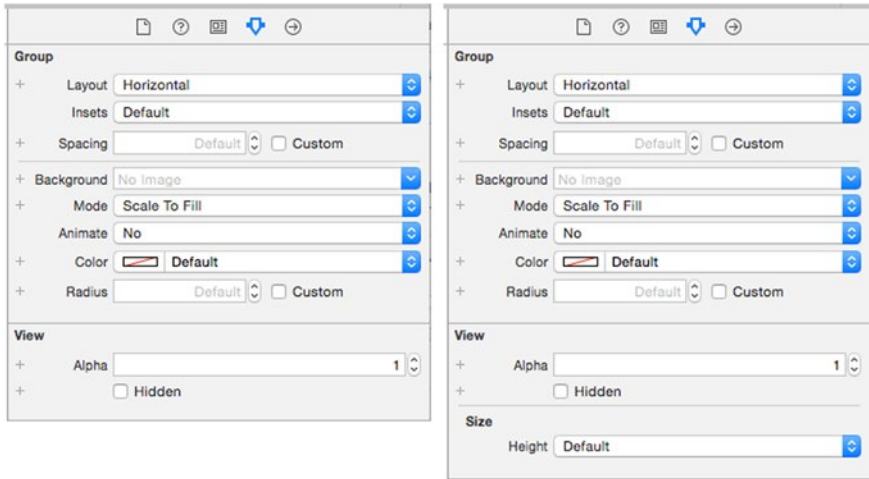 Group
+ Layout Horizontal
Insets Default
+ Spacing Default Custom
+ Background No Image
+ Mode Scale To Fill
Animate No
+ Color Default
+ Radius Default Custom
View
+ Alpha 1
+ Hidden
Group
+ Layout Horizontal
Insets Default
+ Spacing Default Custom
+ Background No Image
+ Mode Scale To Fill
Animate No
+ Color Default
+ Radius Default Custom
View
+ Alpha 1
+ Hidden
Size
Height Default